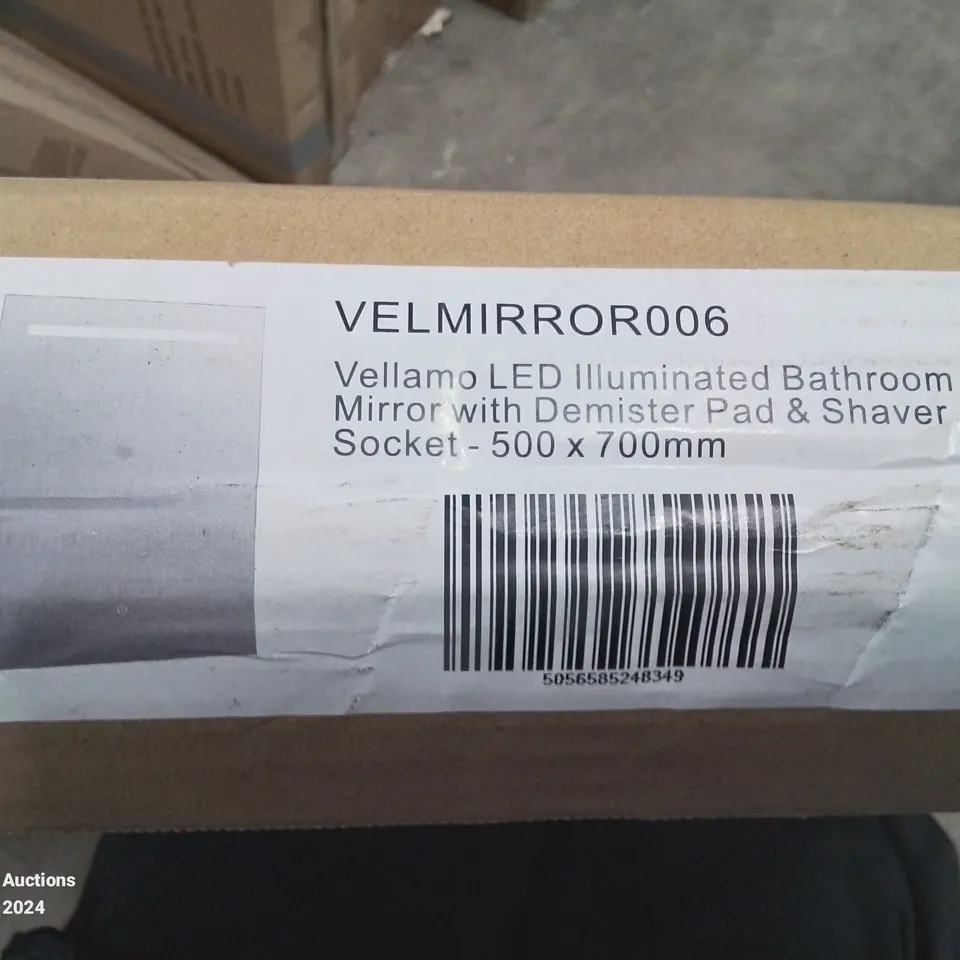 VELMIRROR006
Vellamo LED Illuminated Bathroom
Mirror with Demister Pad & Shaver
Socket - 500 x 700mm
5056585248349
Auctions
2024